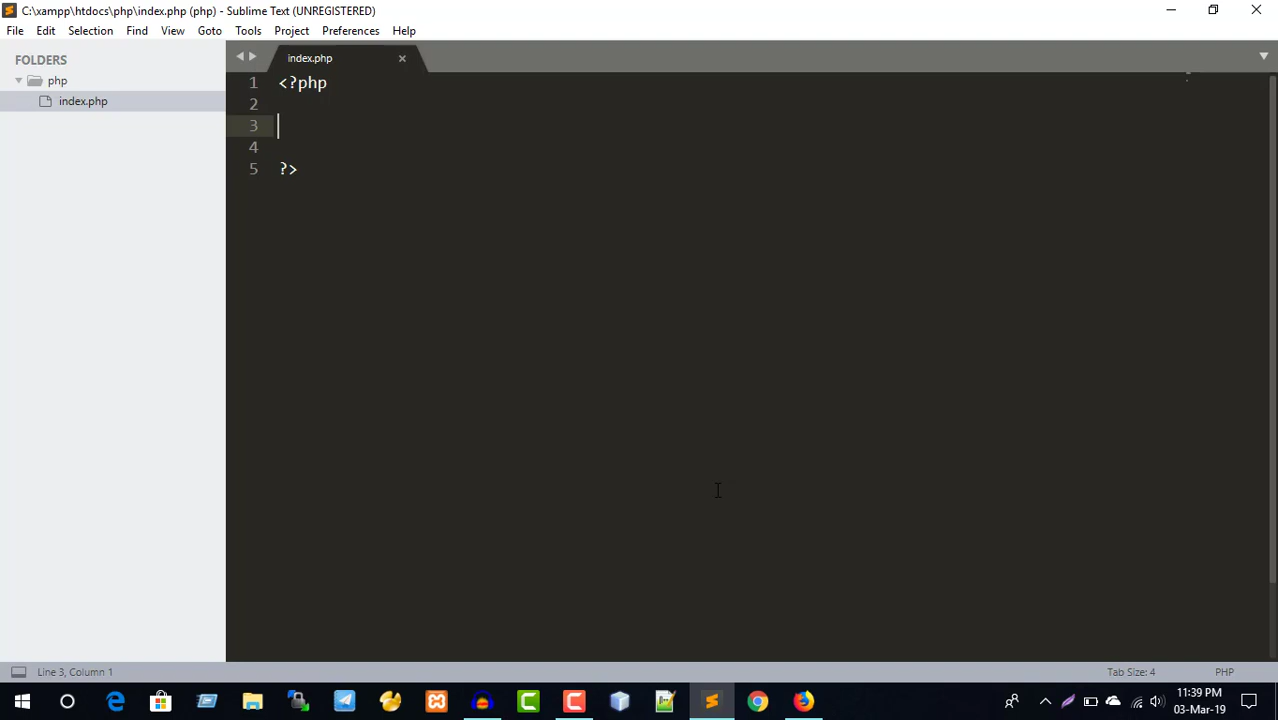 C:\xampp\htdocs\php\index.php (php) - Sublime Text (UNREGISTERED)
File Edit Selection Find View Goto Tools Project Preferences Help
FOLDERS
php
index.php
index.php
1 <?php
2
3
4
5 ?>
Line 3, Column 1
Tab Size: 4
PHP
11:39 PM
03-Mar-19